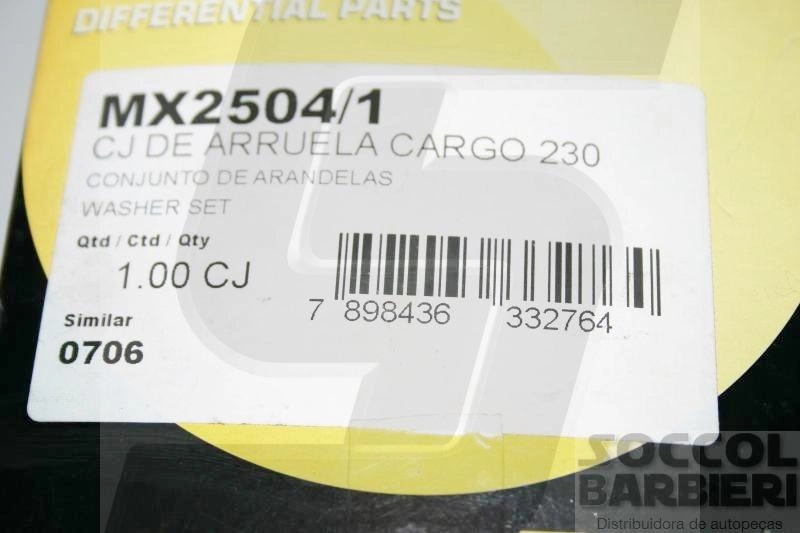 DIFFERENTIAL PARTS
MX2504/1
CJ DE ARRUELA CARGO 230
CONJUNTO DE ARANDELAS
WASHER SET
Qtd / Ctd / Qty
1.00 CJ
7 898436 332764
Similar
0706
SOCCOL
BARBIERI
Distribuidora de autopeças